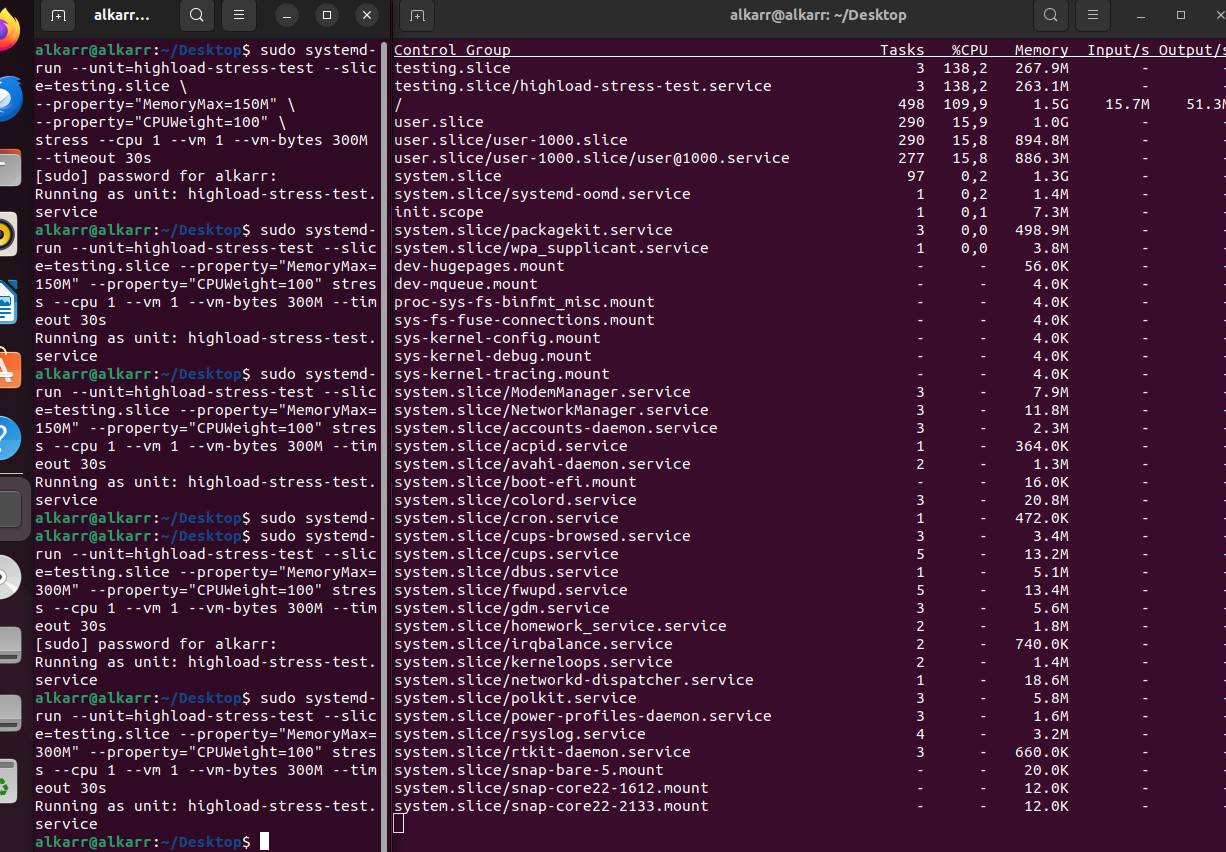 alkarr...
alkarr@alkarr: ~/Desktop
alkarr@alkarr:~/Desktop$ sudo systemd-
run --unit=highload-stress-test --slic
e=testing.slice \
--property="MemoryMax=150M" \
--property="CPUWeight=100" \
stress --cpu 1 --vm 1 --vm-bytes 300M
--timeout 30s
[sudo] password for alkarr:
Running as unit: highload-stress-test.
service
alkarr@alkarr:~/Desktop$ sudo systemd-
run --unit=highload-stress-test --slic
e=testing.slice --property="MemoryMax=
150M" --property="CPUWeight=100" stres
s --cpu 1 --vm 1 --vm-bytes 300M --tim
eout 30s
Running as unit: highload-stress-test.
service
alkarr@alkarr:~/Desktop$ sudo systemd-
run --unit=highload-stress-test --slic
e=testing.slice --property="MemoryMax=
150M" --property="CPUWeight=100" stres
s --cpu 1 --vm 1 --vm-bytes 300M --tim
eout 30s
Running as unit: highload-stress-test.
service
alkarr@alkarr:~/Desktop$ sudo systemd-
alkarr@alkarr:~/Desktop$ sudo systemd-
run --unit=highload-stress-test --slic
e=testing.slice --property="MemoryMax=
300M" --property="CPUWeight=100" stres
s --cpu 1 --vm 1 --vm-bytes 300M --tim
eout 30s
[sudo] password for alkarr:
Running as unit: highload-stress-test.
service
alkarr@alkarr:~/Desktop$ sudo systemd-
run --unit=highload-stress-test --slic
e=testing.slice --property="MemoryMax=
300M" --property="CPUWeight=100" stres
s --cpu 1 --vm 1 --vm-bytes 300M --tim
eout 30s
Running as unit: highload-stress-test.
service
alkarr@alkarr:~/Desktop$
Control Group Tasks %CPU Memory Input/s Output/s
testing.slice 3 138,2 267.9M - -
testing.slice/highload-stress-test.service 3 138,2 263.1M - -
/ 498 109,9 1.5G 15.7M 51.3M
user.slice 290 15,9 1.0G - -
user.slice/user-1000.slice 290 15,8 894.8M - -
user.slice/user-1000.slice/user@1000.service 277 15,8 886.3M - -
system.slice 97 0,2 1.3G - -
system.slice/systemd-oomd.service 1 0,2 1.4M - -
init.scope 1 0,1 7.3M - -
system.slice/packagekit.service 3 0,0 498.9M - -
system.slice/wpa_supplicant.service 1 0,0 3.8M - -
dev-hugepages.mount - - 56.0K - -
dev-mqueue.mount - - 4.0K - -
proc-sys-fs-binfmt_misc.mount - - 4.0K - -
sys-fs-fuse-connections.mount - - 4.0K - -
sys-kernel-config.mount - - 4.0K - -
sys-kernel-debug.mount - - 4.0K - -
sys-kernel-tracing.mount - - 4.0K - -
system.slice/ModemManager.service 3 - 7.9M - -
system.slice/NetworkManager.service 3 - 11.8M - -
system.slice/accounts-daemon.service 3 - 2.3M - -
system.slice/acpid.service 1 - 364.0K - -
system.slice/avahi-daemon.service 2 - 1.3M - -
system.slice/boot-efi.mount - - 16.0K - -
system.slice/colord.service 3 - 20.8M - -
system.slice/cron.service 1 - 472.0K - -
system.slice/cups-browsed.service 3 - 3.4M - -
system.slice/cups.service 5 - 13.2M - -
system.slice/dbus.service 1 - 5.1M - -
system.slice/fwupd.service 5 - 13.4M - -
system.slice/gdm.service 3 - 5.6M - -
system.slice/homework_service.service 2 - 1.8M - -
system.slice/irqbalance.service 2 - 740.0K - -
system.slice/kerneloops.service 2 - 1.4M - -
system.slice/networkd-dispatcher.service 1 - 18.6M - -
system.slice/polkit.service 3 - 5.8M - -
system.slice/power-profiles-daemon.service 3 - 1.6M - -
system.slice/rsyslog.service 4 - 3.2M - -
system.slice/rtkit-daemon.service 3 - 660.0K - -
system.slice/snap-bare-5.mount - - 20.0K - -
system.slice/snap-core22-1612.mount - - 12.0K - -
system.slice/snap-core22-2133.mount - - 12.0K - -